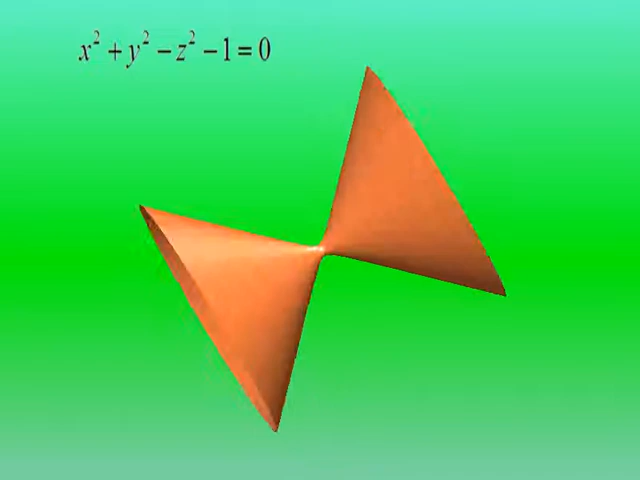 x² + y² − z² − 1 = 0